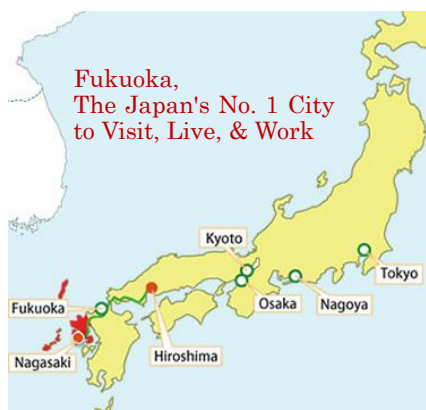 Fukuoka,
The Japan's No. 1 City
to Visit, Live, & Work
Kyoto
Tokyo
Fukuoka
Osaka
Nagoya
Nagasaki
Hiroshima